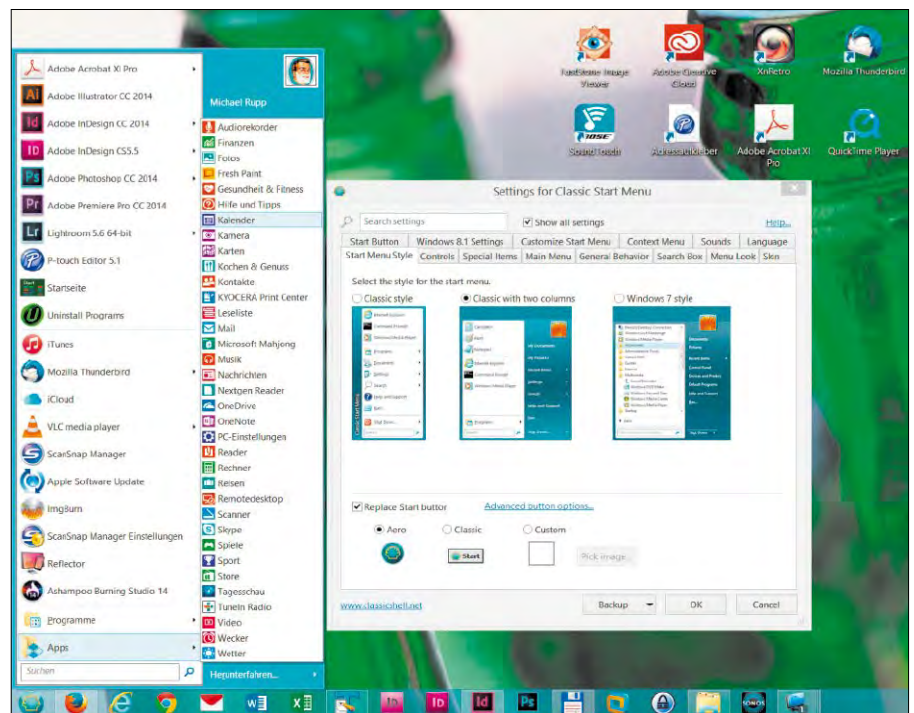 Adobe Acrobat XI Pro
Adobe Illustrator CC 2014
Adobe InDesign CC 2014
Adobe InDesign CS5.5
Adobe Photoshop CC 2014
Adobe Premiere Pro CC 2014
Lightroom 5.6 64-bit
P-touch Editor 5.1
Startseite
Uninstall Programs
iTunes
Mozilla Thunderbird
iCloud
VLC media player
ScanSnap Manager
Apple Software Update
ImgBurn
ScanSnap Manager Einstellungen
Reflector
Ashampoo Burning Studio 14
Programme
Apps
Suchen
Michael Rupp
Audiorekorder
Finanzen
Fotos
Fresh Paint
Gesundheit & Fitness
Hilfe und Tipps
Kalender
Kamera
Karten
Kochen & Genuss
Kontakte
KYOCERA Print Center
Leseliste
Mail
Microsoft Mahjong
Musik
Nachrichten
Nextgen Reader
OneDrive
OneNote
PC-Einstellungen
Reader
Rechner
Reisen
Remotedesktop
Scanner
Skype
Spiele
Sport
Store
Tagesschau
TuneIn Radio
Video
Wecker
Wetter
Herunterfahren...
FastStone Image
Viewer
Adobe Creative
Cloud
XnRetro
Mozilla Thunderbird
BOSE
SoundTouch
Adressaufkleber
Adobe Acrobat XI
Pro
QuickTime Player
Settings for Classic Start Menu
Search settings
Show all settings
Help...
Start Button Windows 8.1 Settings Customize Start Menu Context Menu Sounds Language
Start Menu Style Controls Special Items Main Menu General Behavior Search Box Menu Look Skin
Select the style for the start menu.
Classic style Classic with two columns Windows 7 style
Replace Start button Advanced button options...
Aero Classic Custom
Start
Pick image...
www.classicshell.net
Backup OK Cancel
SONOS